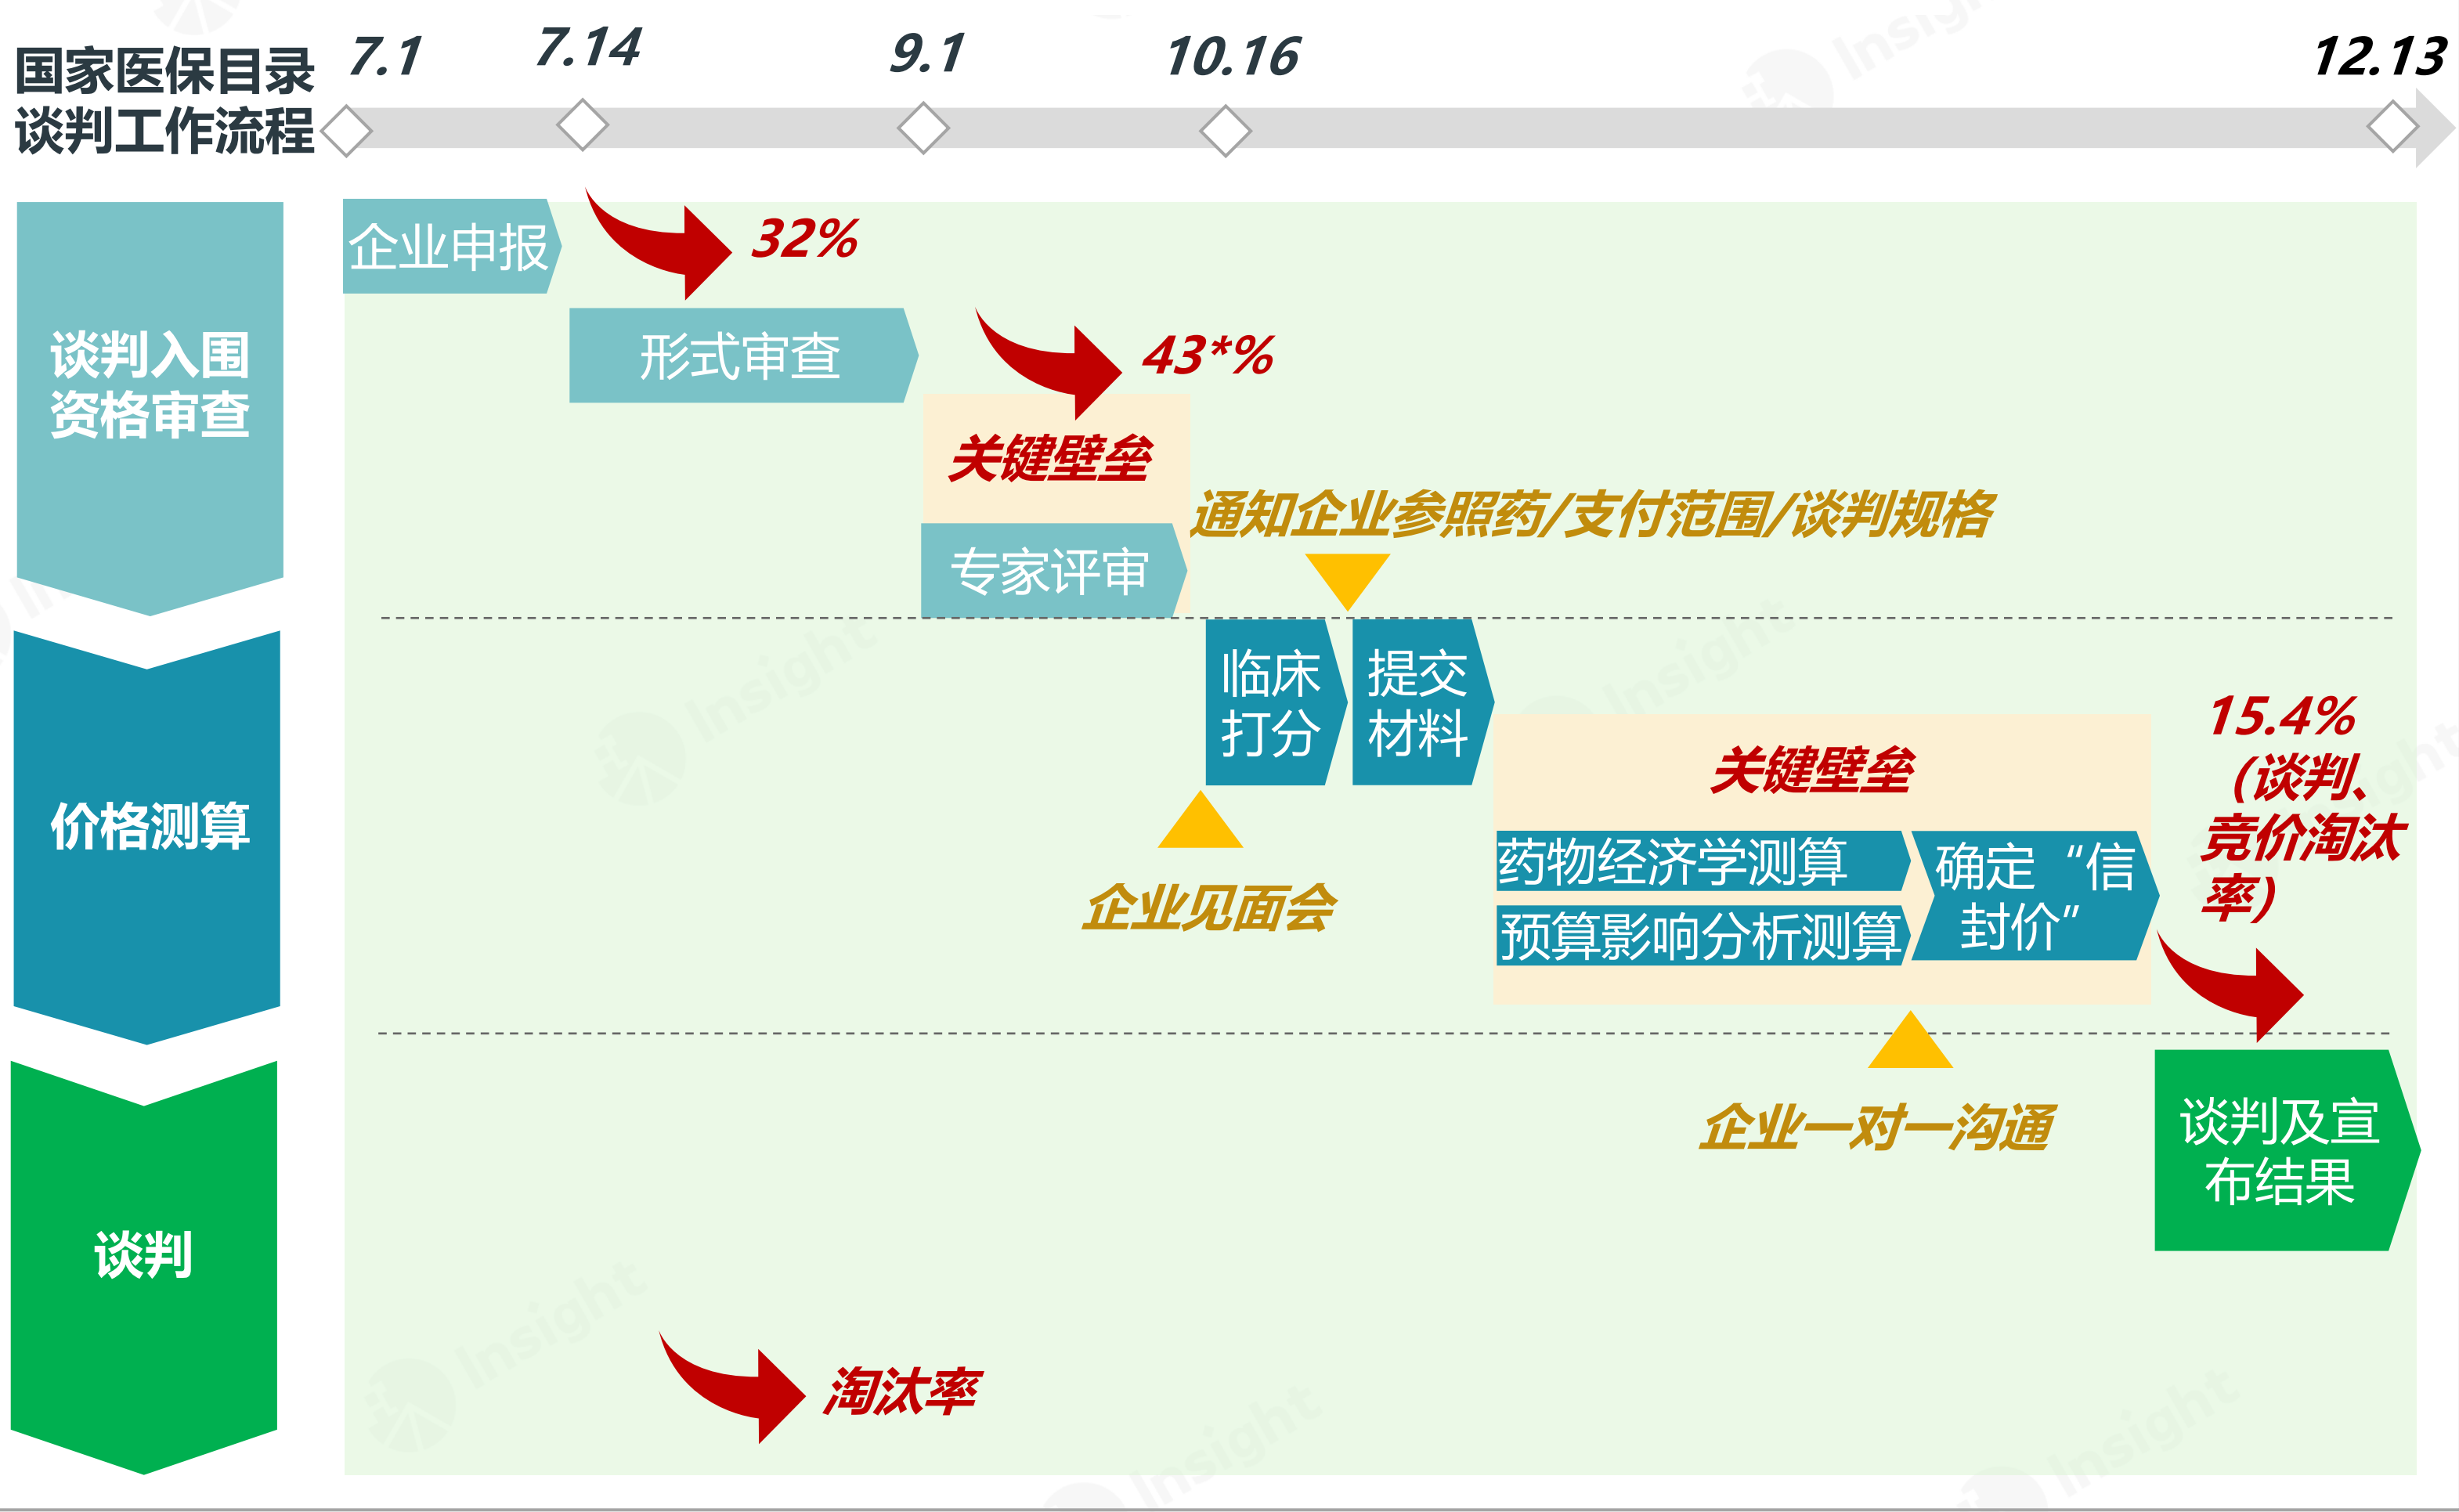 国家医保目录
谈判工作流程
7.1
7.14
9.1
10.16
12.13
谈判入围
资格审查
企业申报
32%
形式审查
43*%
关键壁垒
专家评审
通知企业参照药/支付范围/谈判规格
价格测算
临床
打分
提交
材料
企业见面会
关键壁垒
药物经济学测算
预算影响分析测算
确定“信
封价”
15.4%
（谈判、
竞价淘汰
率）
企业一对一沟通
谈判
谈判及宣
布结果
淘汰率
Insight
Insight
Insight
Insight
Insight
Insight